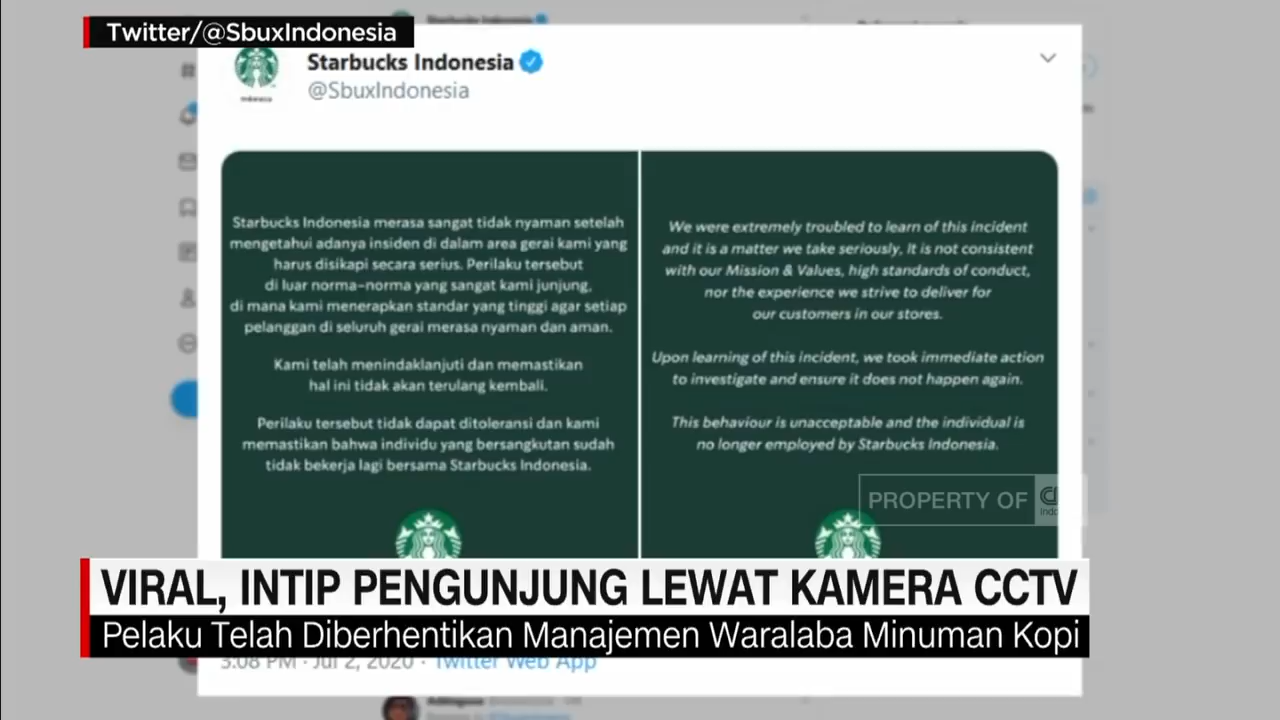 Twitter/@SbuxIndonesia
Starbucks Indonesia
@SbuxIndonesia
Starbucks Indonesia merasa sangat tidak nyaman setelah
mengetahui adanya insiden di dalam area gerai kami yang
harus disikapi secara serius. Perilaku tersebut
di luar norma-norma yang sangat kami junjung,
di mana kami menerapkan standar yang tinggi agar setiap
pelanggan di seluruh gerai merasa nyaman dan aman.
Kami telah menindaklanjuti dan memastikan
hal ini tidak akan terulang kembali.
Perilaku tersebut tidak dapat ditoleransi dan kami
memastikan bahwa individu yang bersangkutan sudah
tidak bekerja lagi bersama Starbucks Indonesia.
We were extremely troubled to learn of this incident
and it is a matter we take seriously, It is not consistent
with our Mission & Values, high standards of conduct,
nor the experience we strive to deliver for
our customers in our stores.
Upon learning of this incident, we took immediate action
to investigate and ensure it does not happen again.
This behaviour is unacceptable and the individual is
no longer employed by Starbucks Indonesia.
PROPERTY OF
VIRAL, INTIP PENGUNJUNG LEWAT KAMERA CCTV
Pelaku Telah Diberhentikan Manajemen Waralaba Minuman Kopi
3:08 PM · Jul 2, 2020 · Twitter Web App